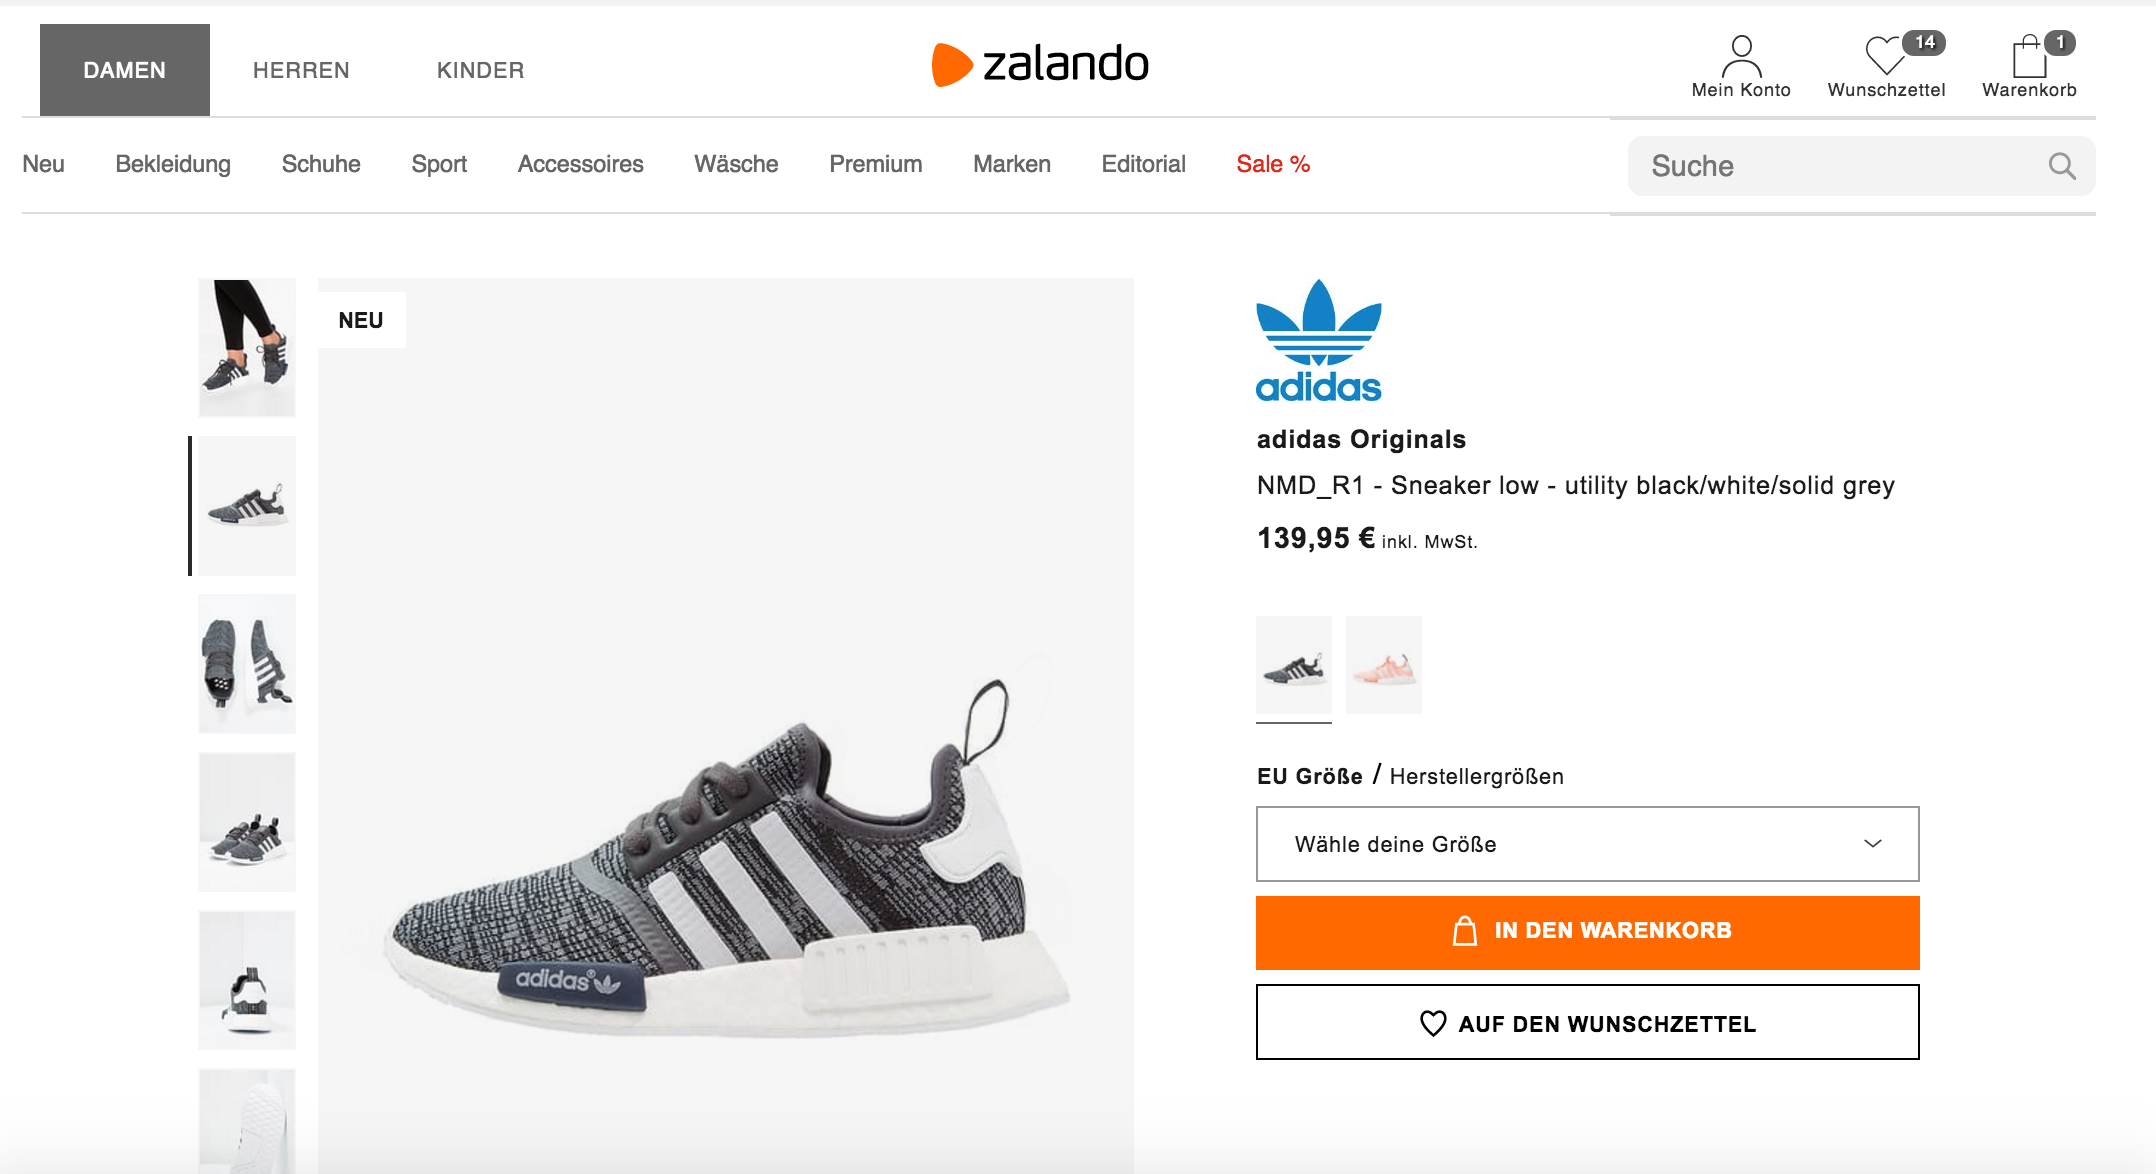 DAMEN HERREN KINDER
zalando
14
1
Mein Konto Wunschzettel Warenkorb
Neu Bekleidung Schuhe Sport Accessoires Wäsche Premium Marken Editorial Sale %
Suche
NEU
adidas
adidas Originals
NMD_R1 - Sneaker low - utility black/white/solid grey
139,95 € inkl. MwSt.
EU Größe / Herstellergrößen
Wähle deine Größe
IN DEN WARENKORB
AUF DEN WUNSCHZETTEL
adidas®